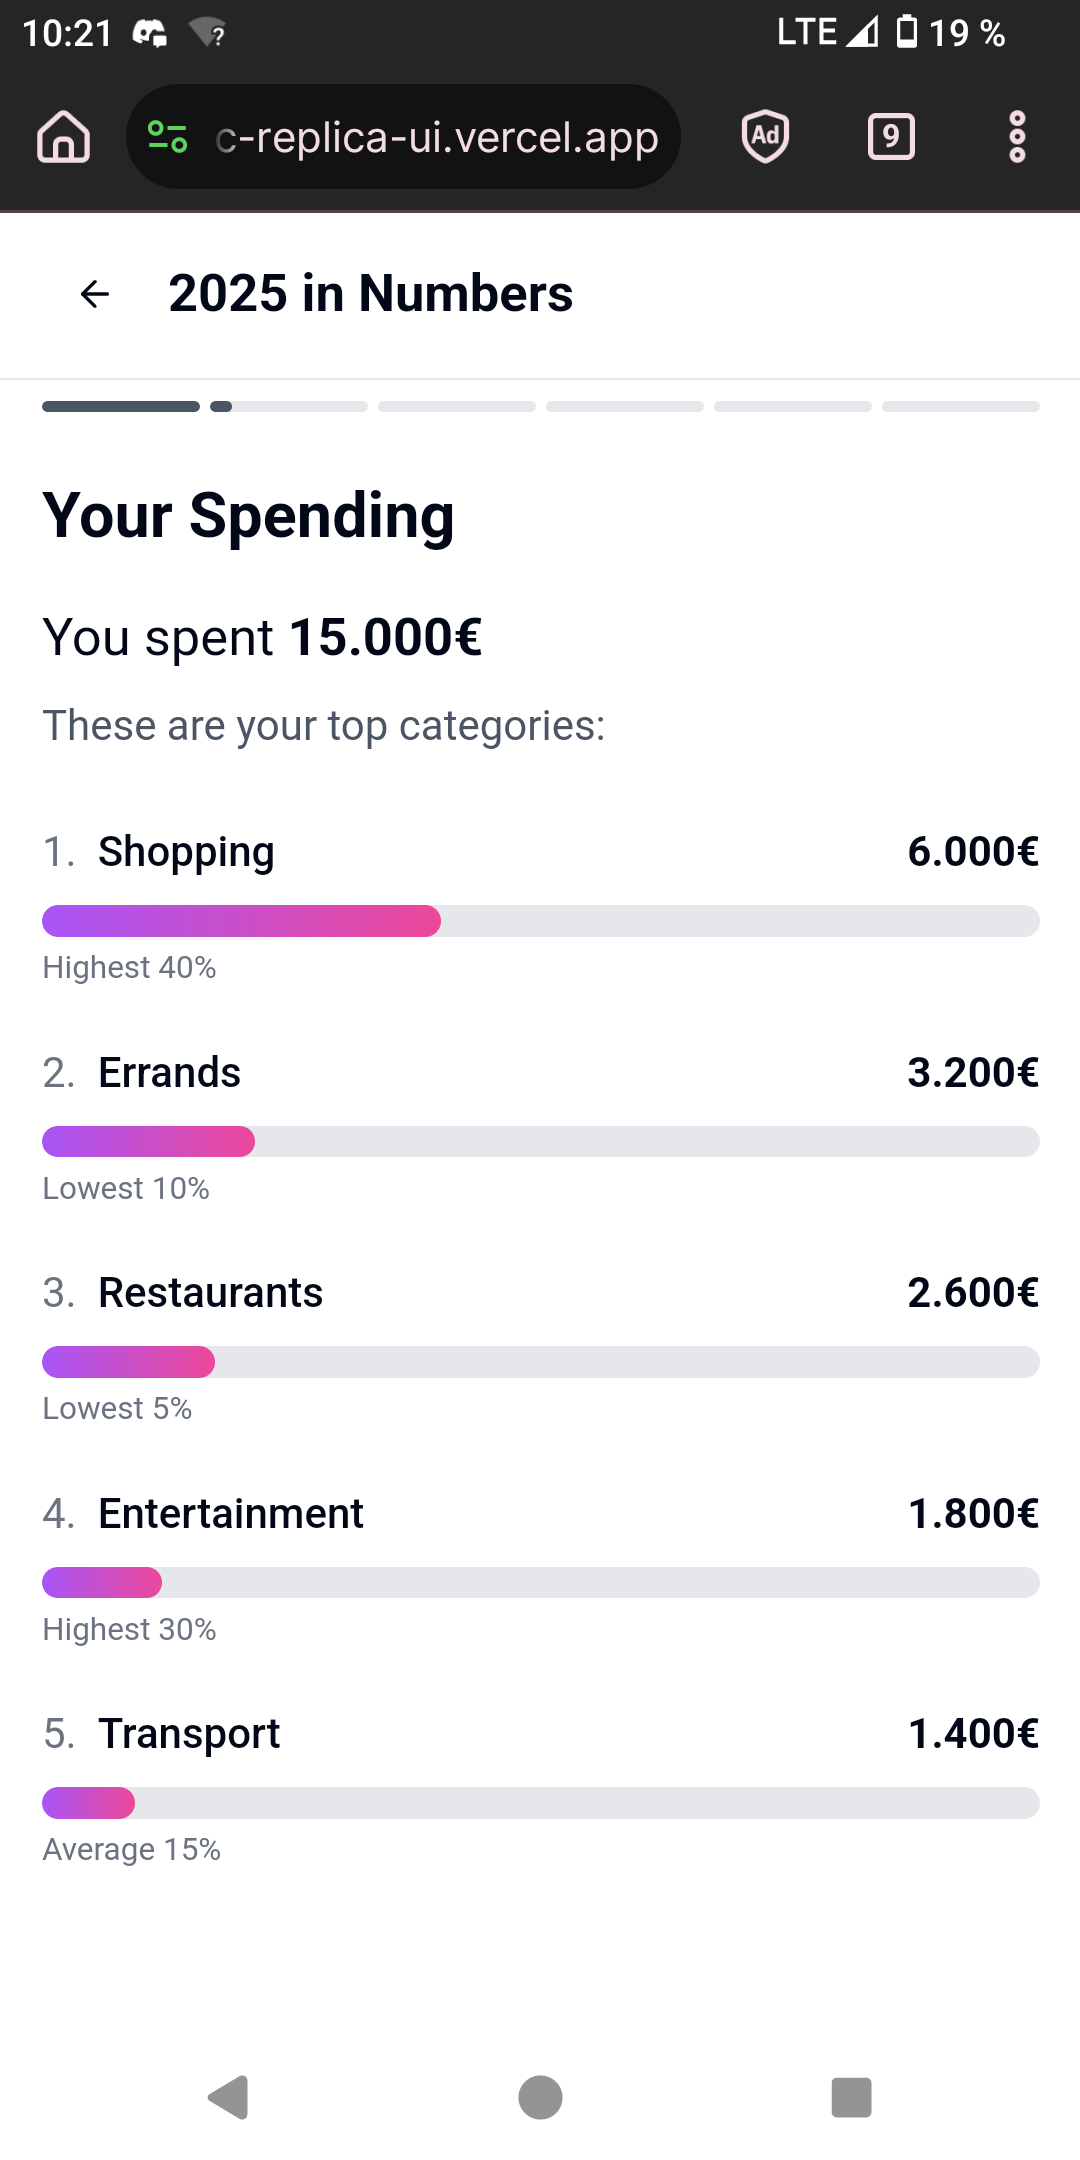 10:21
LTE 19 %
c-replica-ui.vercel.app
Ad
9
2025 in Numbers
Your Spending
You spent 15.000€
These are your top categories:
1. Shopping 6.000€
Highest 40%
2. Errands 3.200€
Lowest 10%
3. Restaurants 2.600€
Lowest 5%
4. Entertainment 1.800€
Highest 30%
5. Transport 1.400€
Average 15%